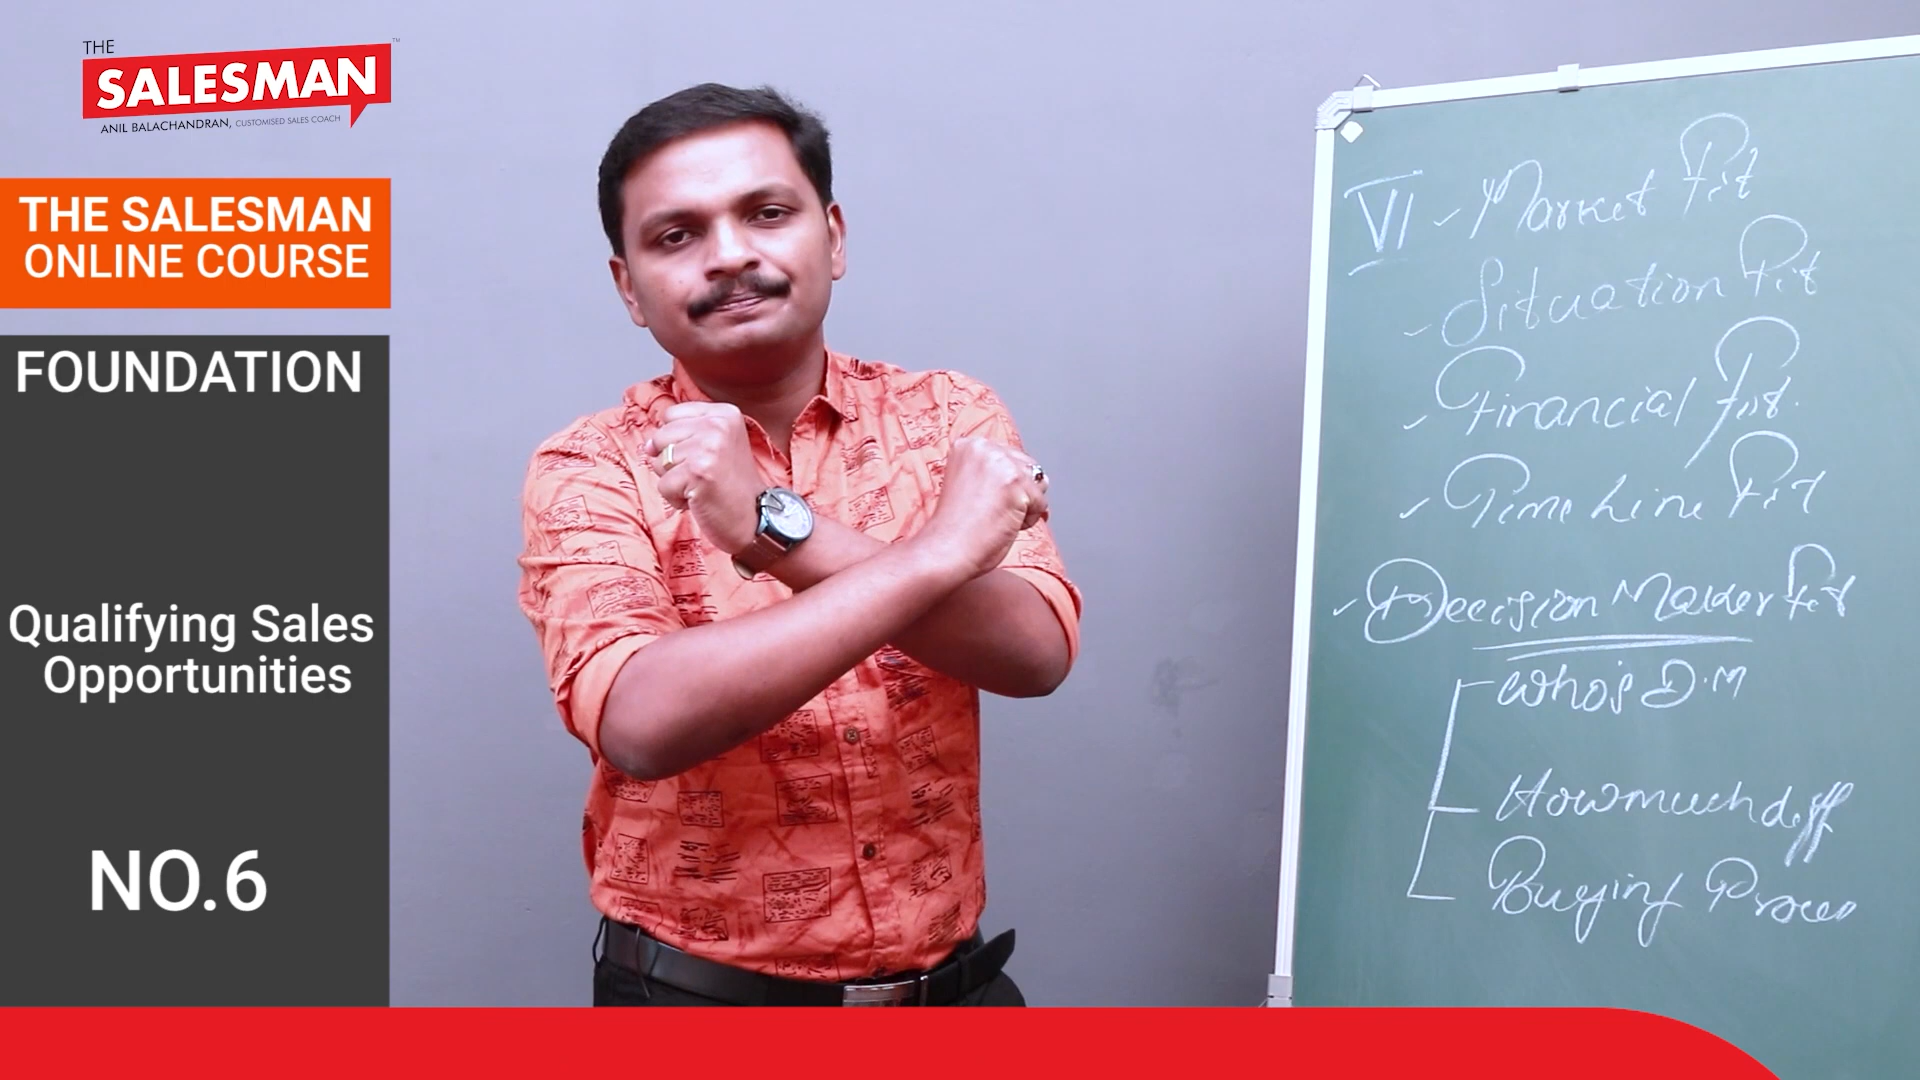 THE
SALESMAN™
ANIL BALACHANDRAN, CUSTOMISED SALES COACH
THE SALESMAN
ONLINE COURSE
FOUNDATION
Qualifying Sales
Opportunities
NO.6
VI - Market Fit
- Situation Fit
- Financial Fit.
- Time Line Fit
- Decision Maker Fit
Who's D.M
How much diff
Buying Process